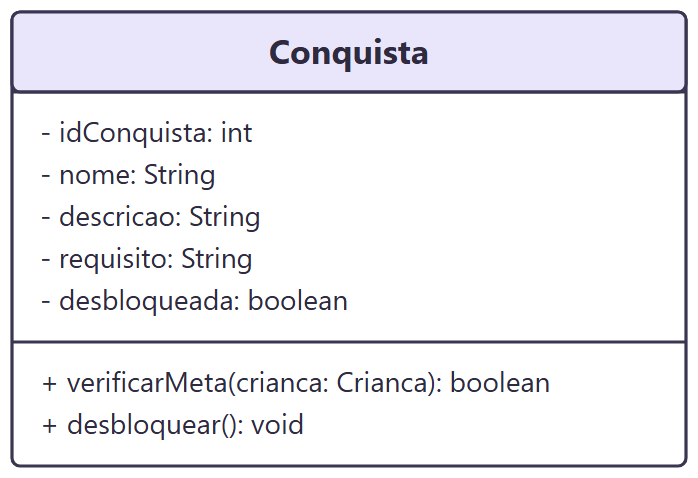 Conquista
- idConquista: int
- nome: String
- descricao: String
- requisito: String
- desbloqueada: boolean
+ verificarMeta(crianca: Crianca): boolean
+ desbloquear(): void